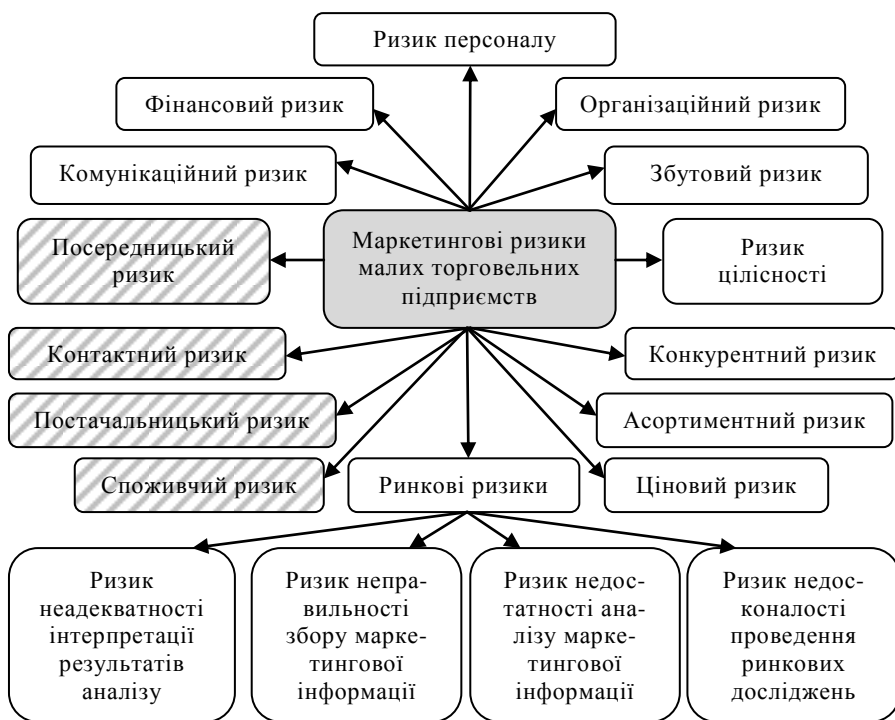 Ризик персоналу
Фінансовий ризик
Організаційний ризик
Комунікаційний ризик
Збутовий ризик
Посередницький
ризик
Маркетингові ризики
малих торговельних
підприємств
Ризик
цілісності
Контактний ризик
Конкурентний ризик
Постачальницький ризик
Асортиментний ризик
Споживчий ризик
Ринкові ризики
Ціновий ризик
Ризик
неадекватності
інтерпретації
результатів
аналізу
Ризик непра-
вильності
збору марке-
тингової
інформації
Ризик недос-
татності ана-
лізу марке-
тингової
інформації
Ризик недос-
коналості
проведення
ринкових
досліджень